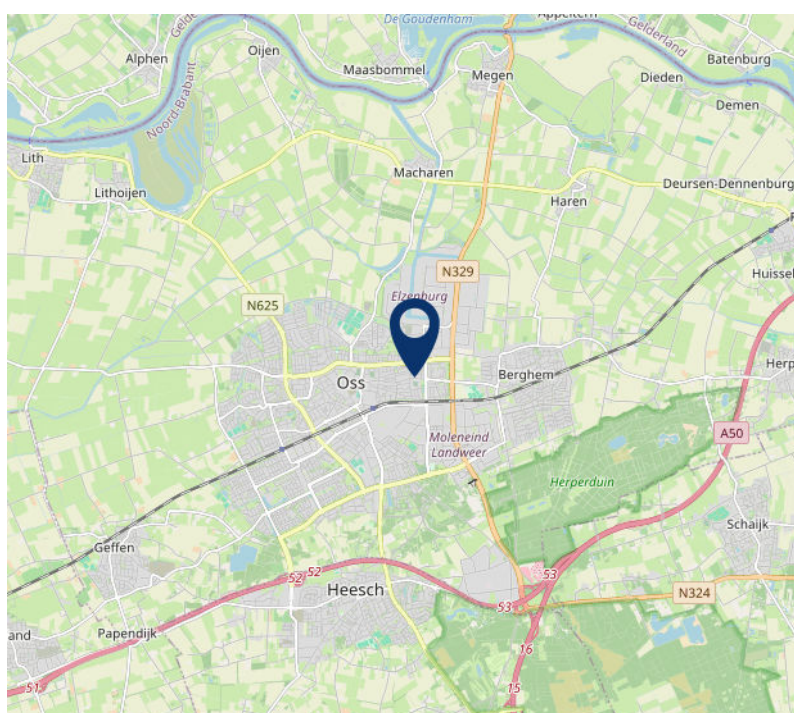 De Goudenham
Appeltern
Gelderland
Oijen
Alphen
Maasbommel
Megen
Batenburg
Dieden
Demen
Noord-Brabant
Lith
Macharen
Lithoijen
Deursen-Dennenburg
Haren
N329
Huissel
Elzenburg
N625
Oss
Berghem
Herp
Moleneind
Landweer
A50
Herperduin
Schaijk
Geffen
52
52
53
Heesch
N324
53
Papendijk
16
51
15